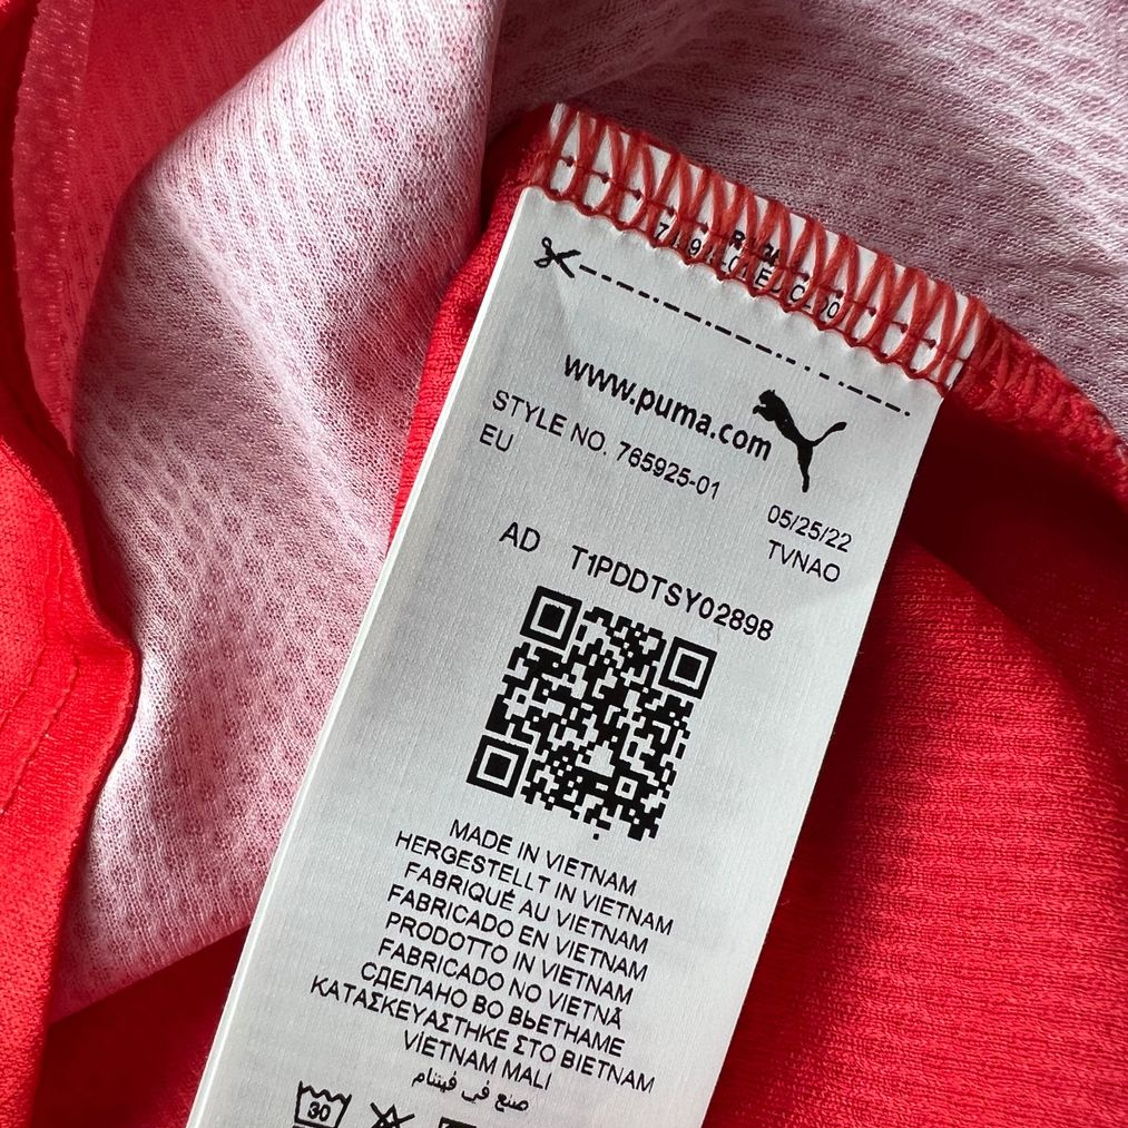 www.puma.com
STYLE NO. 765925-01
EU
05/25/22
TVNAO
AD T1PDDTSY02898
MADE IN VIETNAM
HERGESTELLT IN VIETNAM
FABRIQUÉ AU VIETNAM
FABRICADO EN VIETNAM
PRODOTTO IN VIETNAM
FABRICADO NO VIETNÃ
СДЕЛАНО ВО ВЬЕТНАМЕ
ΚΑΤΑΣΚΕΥΑΣΤΗΚΕ ΣΤΟ ΒΙΕΤΝΑΜ
VİETNAM MALI
صنع في فيتنام
30